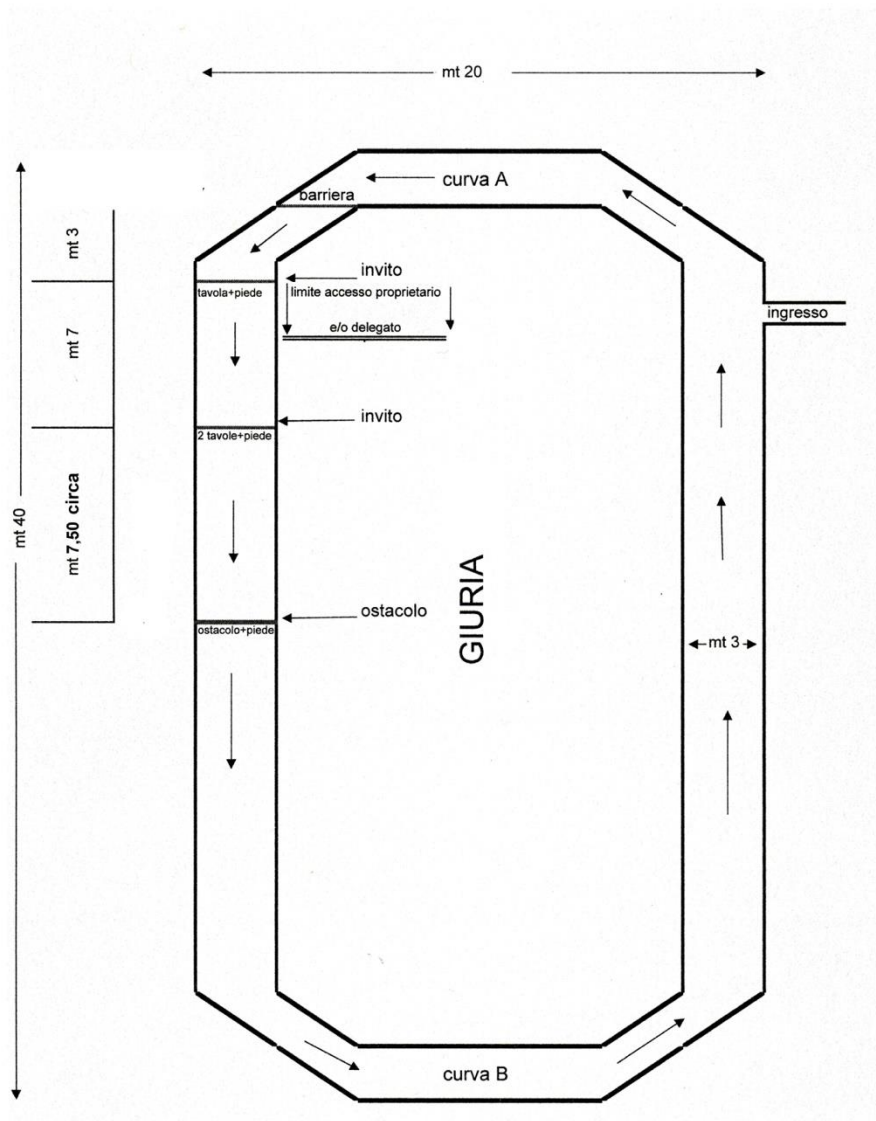 mt 20
curva A
barriera
mt 3
invito
tavola+piede
limite accesso proprietario
ingresso
e/o delegato
mt 7
invito
2 tavole+piede
mt 40
mt 7,50 circa
ostacolo
ostacolo+piede
GIURIA
mt 3
curva B